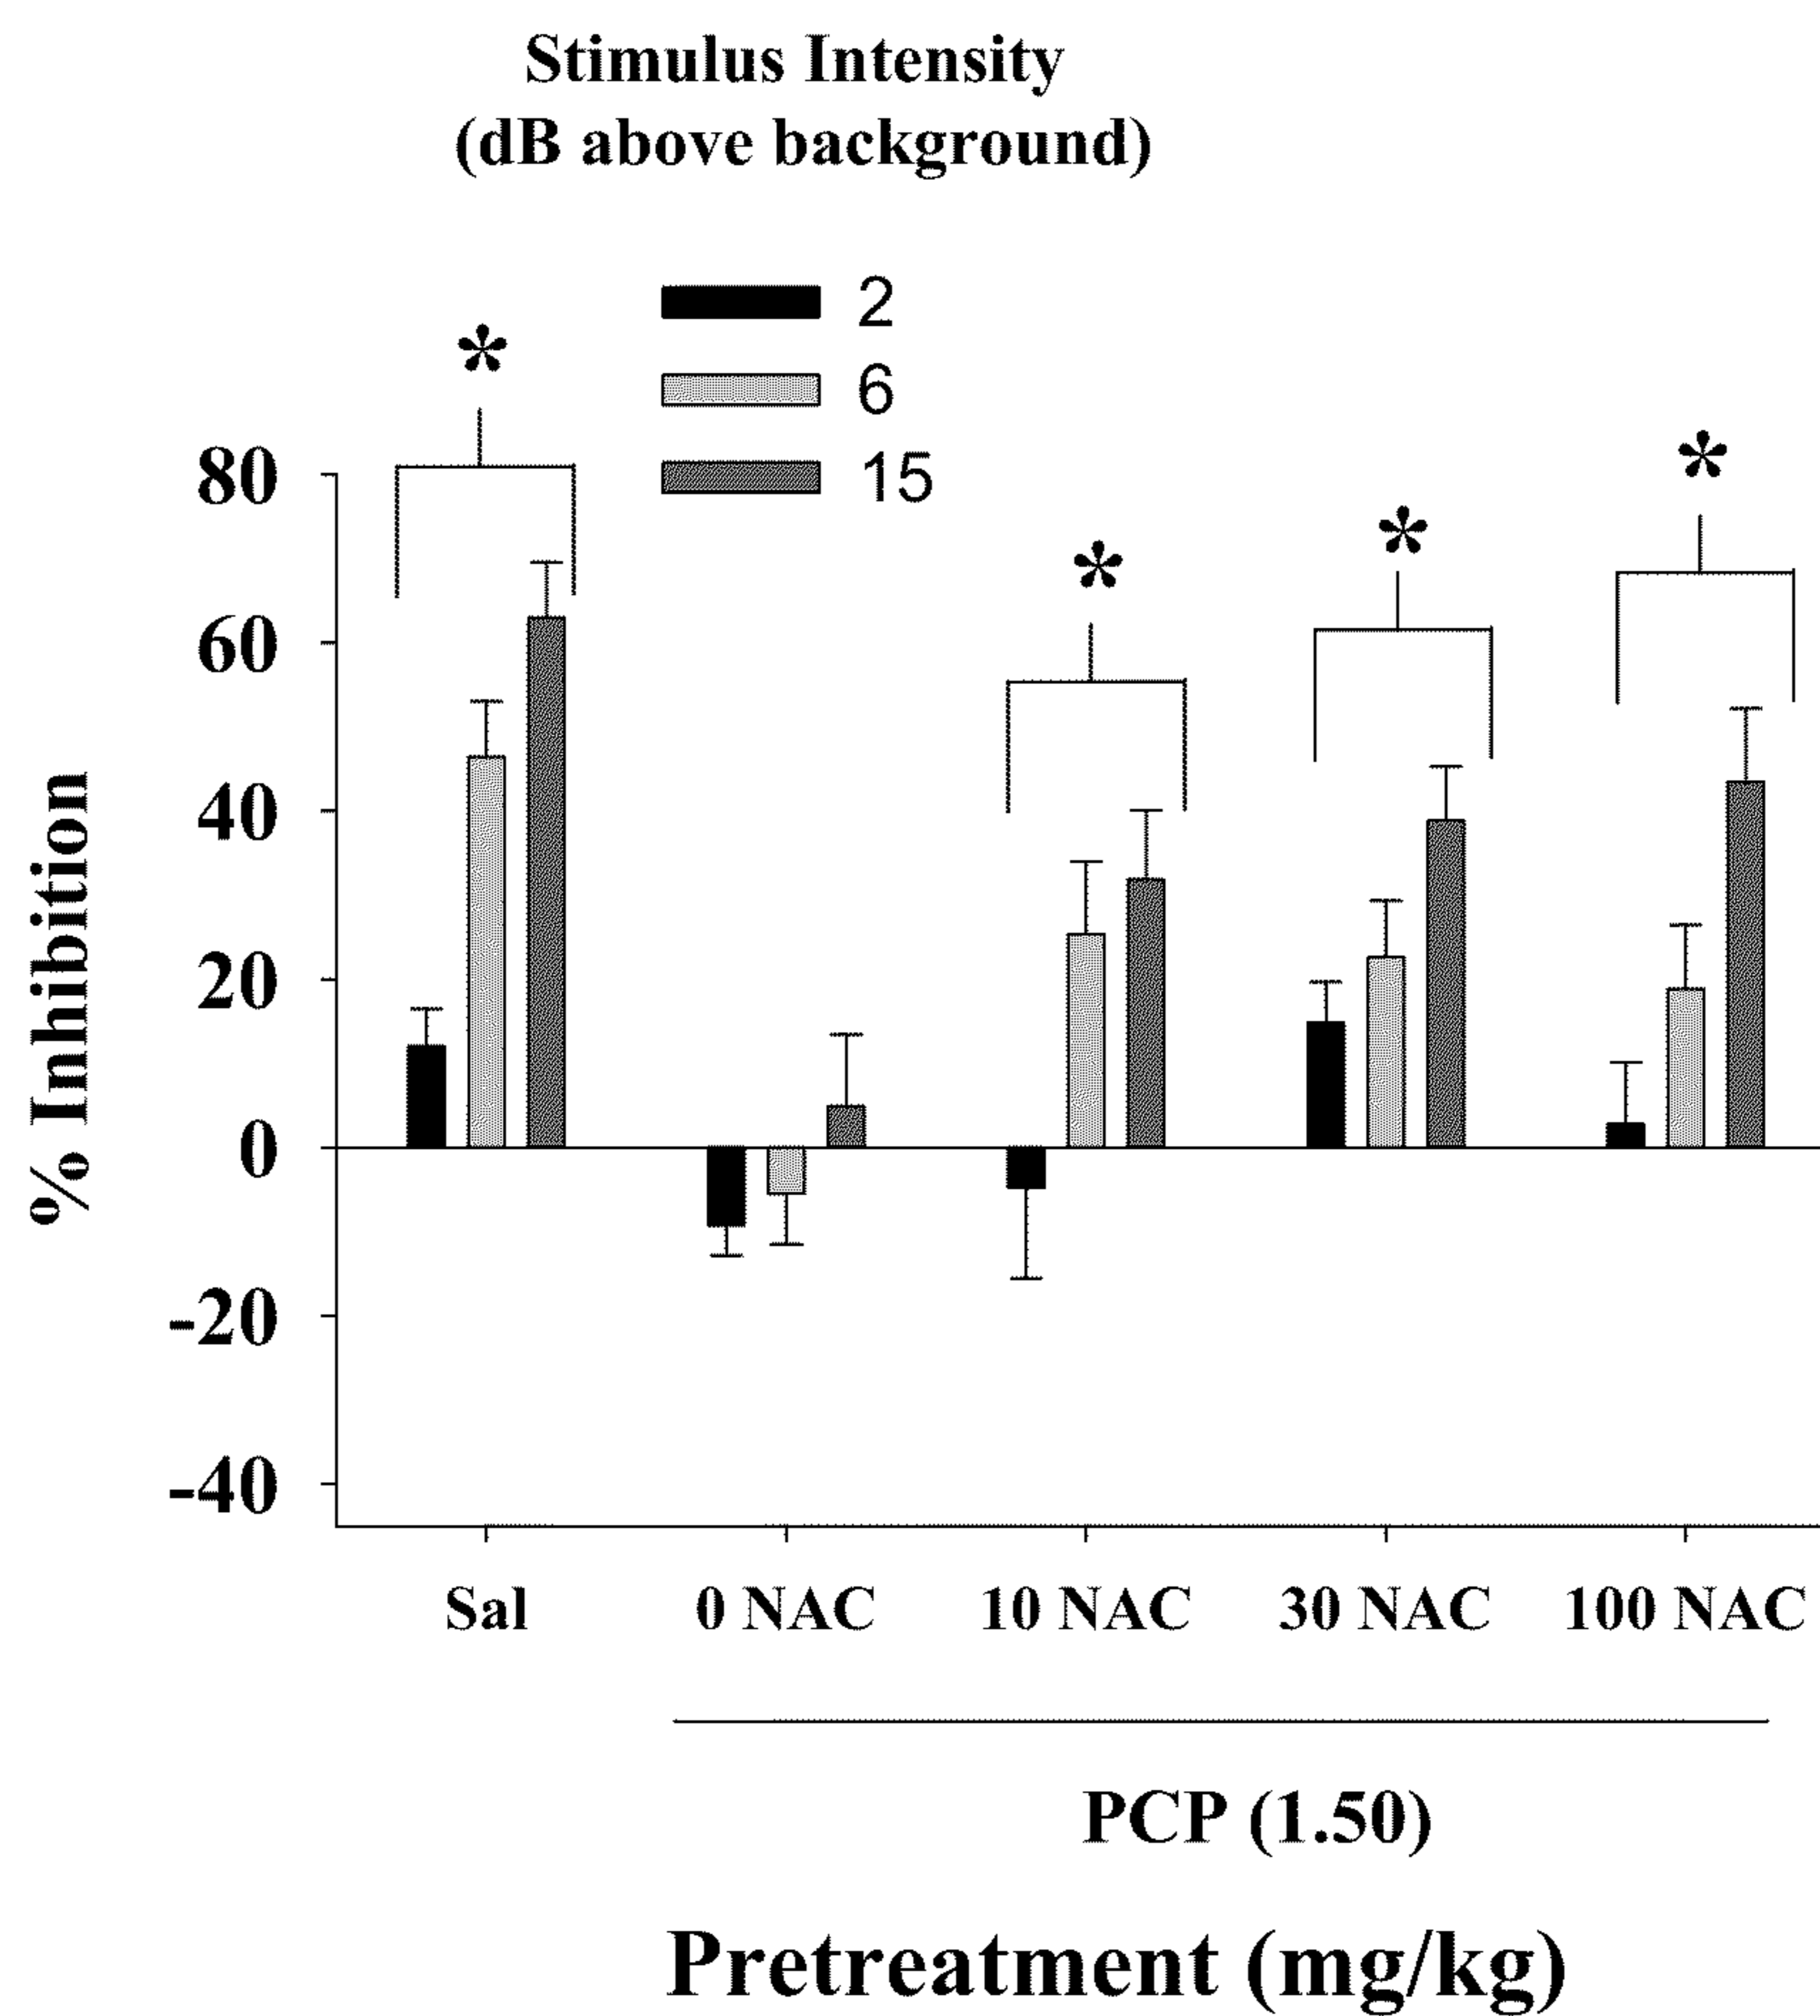 Stimulus Intensity
(dB above background)
2
6
15
*
*
*
*
80
60
40
20
0
-20
-40
% Inhibition
Sal 0 NAC 10 NAC 30 NAC 100 NAC
PCP (1.50)
Pretreatment (mg/kg)